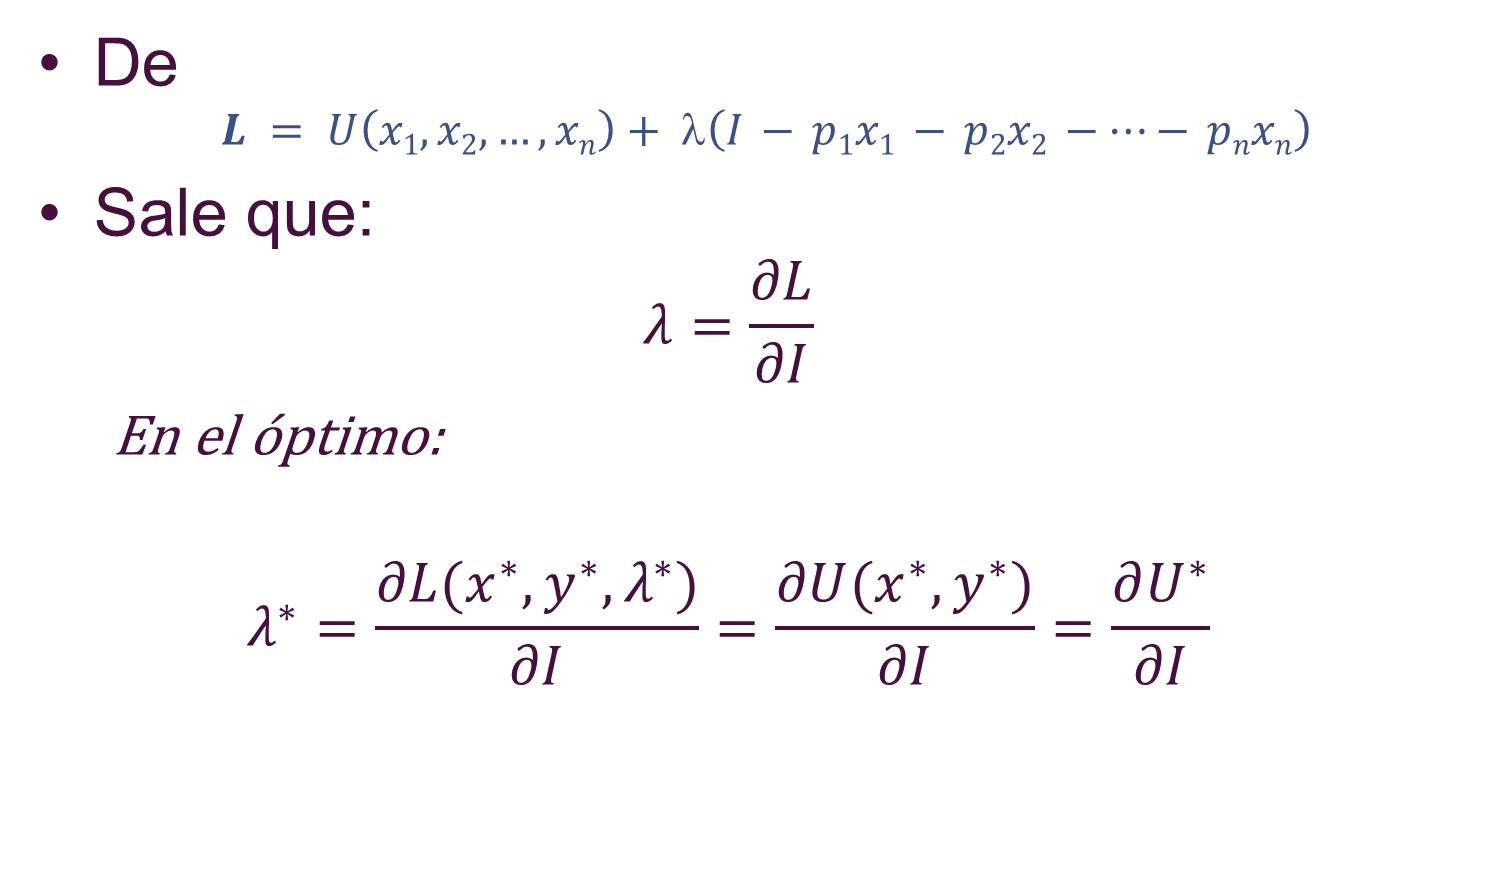 • De
L = U(x₁, x₂, … , xₙ) + λ(I − p₁x₁ − p₂x₂ − ⋯ − pₙxₙ)
• Sale que:
λ = ∂L/∂I
En el óptimo:
λ* = ∂L(x*, y*, λ*)/∂I = ∂U(x*, y*)/∂I = ∂U*/∂I